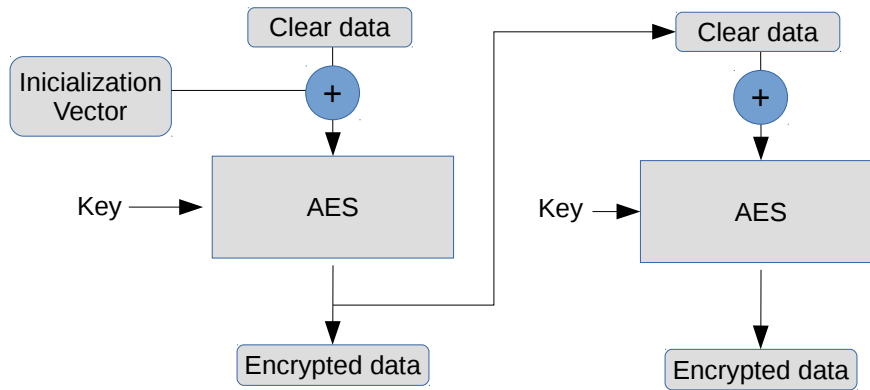 Clear data
Inicialization
Vector
+
Key
AES
Encrypted data
Clear data
+
Key
AES
Encrypted data